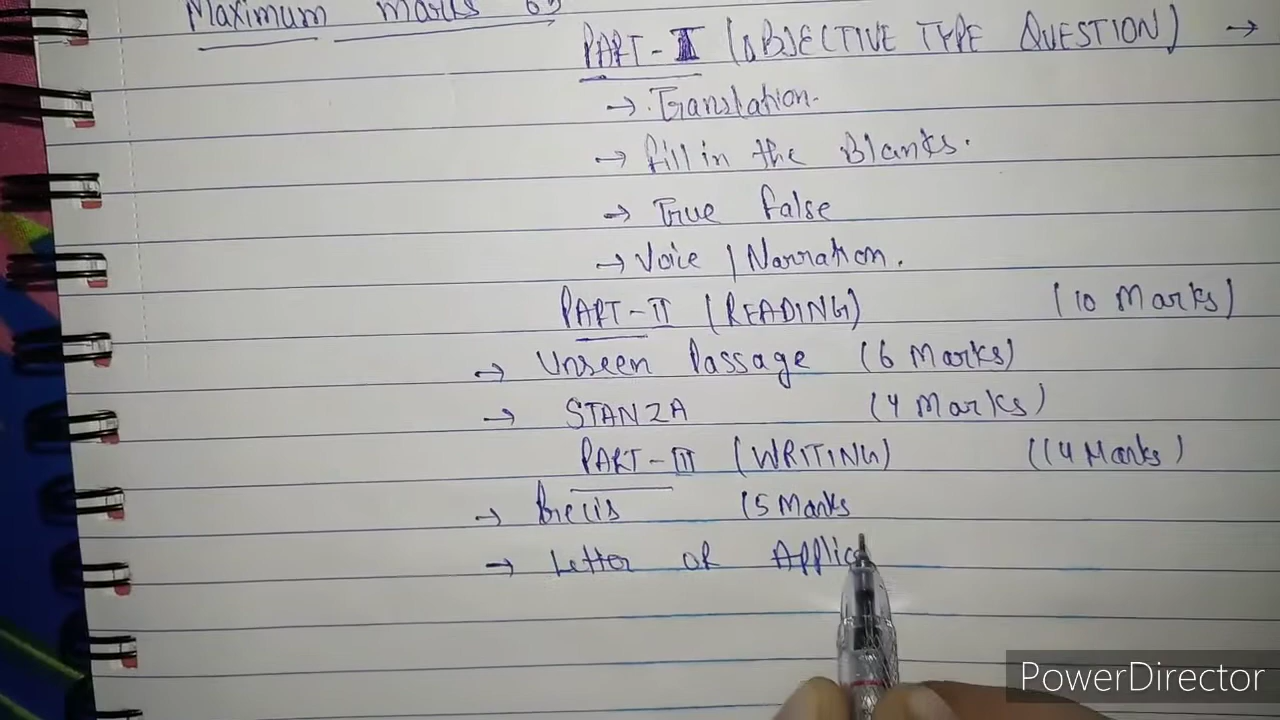 Maximum marks
PART-I (OBJECTIVE TYPE QUESTION) →
→ Translation.
→ fill in the Blanks.
→ True false
→ Voice / Narration.
PART-II (READING) (10 Marks)
→ Unseen Passage (6 Marks)
→ STANZA (4 Marks)
PART-III (WRITING) (14 Marks)
→ Precis (5 Marks
→ Letter or Applic
PowerDirector